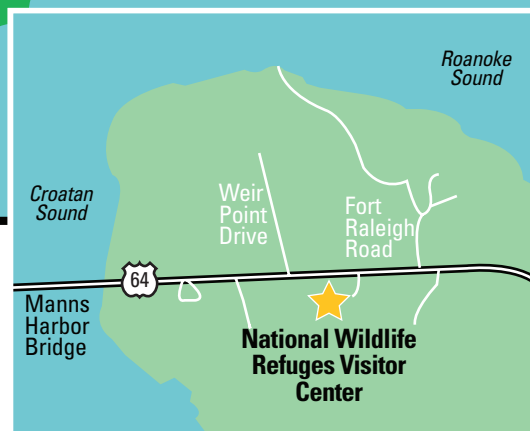 Roanoke
Sound
Croatan
Sound
Weir
Point
Drive
Fort
Raleigh
Road
64
Manns
Harbor
Bridge
National Wildlife
Refuges Visitor
Center